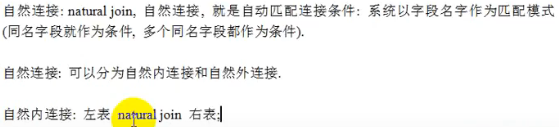 自然连接: natural join, 自然连接, 就是自动匹配连接条件: 系统以字段名字作为匹配模式
(同名字段就作为条件, 多个同名字段都作为条件).
自然连接: 可以分为自然内连接和自然外连接.
自然内连接: 左表 natural join 右表;